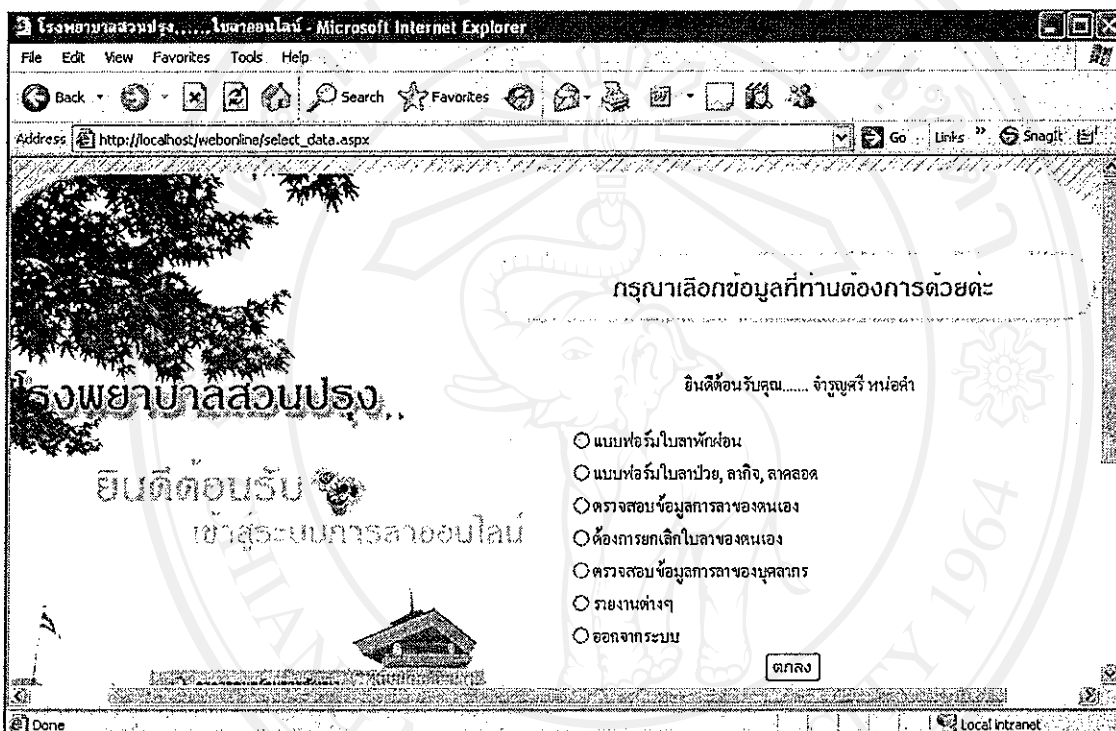 โรงพยาบาลสวนปรุง......ใบลาออนไลน์ - Microsoft Internet Explorer
File Edit View Favorites Tools Help
Back Search Favorites
Address http://localhost/webonline/select_data.aspx Go Links » SnagIt
กรุณาเลือกข้อมูลที่ท่านต้องการด้วยค่ะ
โรงพยาบาลสวนปรุง..
ยินดีต้อนรับคุณ....... จำรูญศรี หน่อคำ
ยินดีต้อนรับ
เข้าสู่ระบบการลาออนไลน์
แบบฟอร์มใบลาพักผ่อน
แบบฟอร์มใบลาป่วย, ลากิจ, ลาคลอด
ตรวจสอบข้อมูลการลาของตนเอง
ต้องการยกเลิกใบลาของตนเอง
ตรวจสอบข้อมูลการลาของบุคลากร
รายงานต่างๆ
ออกจากระบบ
ตกลง
Done Local intranet
1964